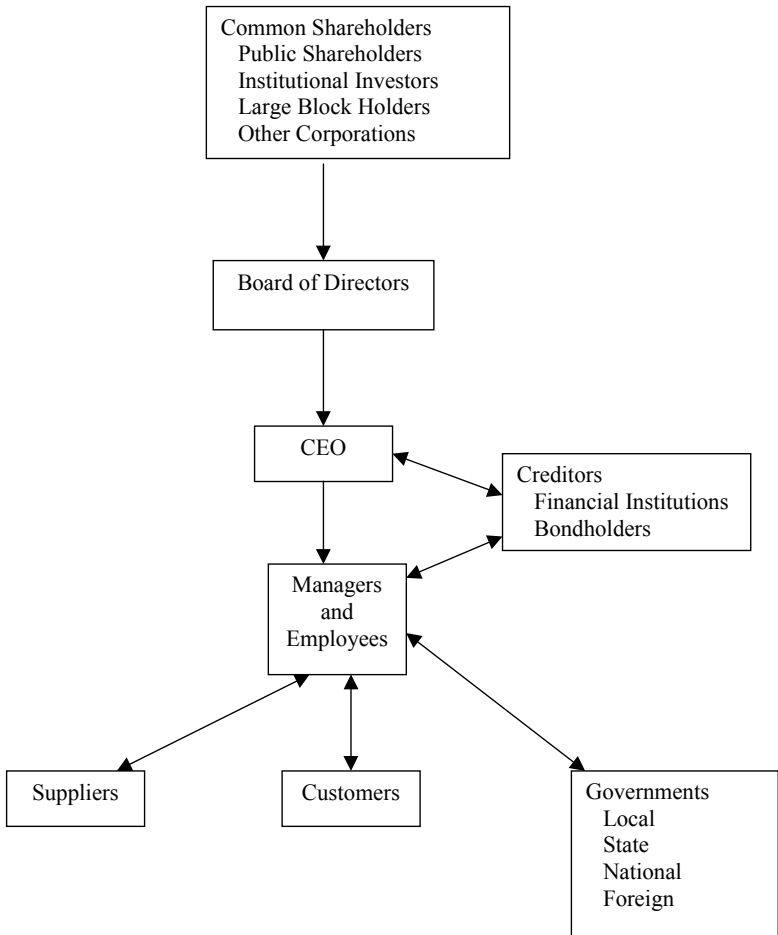 Common Shareholders
Public Shareholders
Institutional Investors
Large Block Holders
Other Corporations
Board of Directors
CEO
Creditors
Financial Institutions
Bondholders
Managers
and
Employees
Suppliers
Customers
Governments
Local
State
National
Foreign